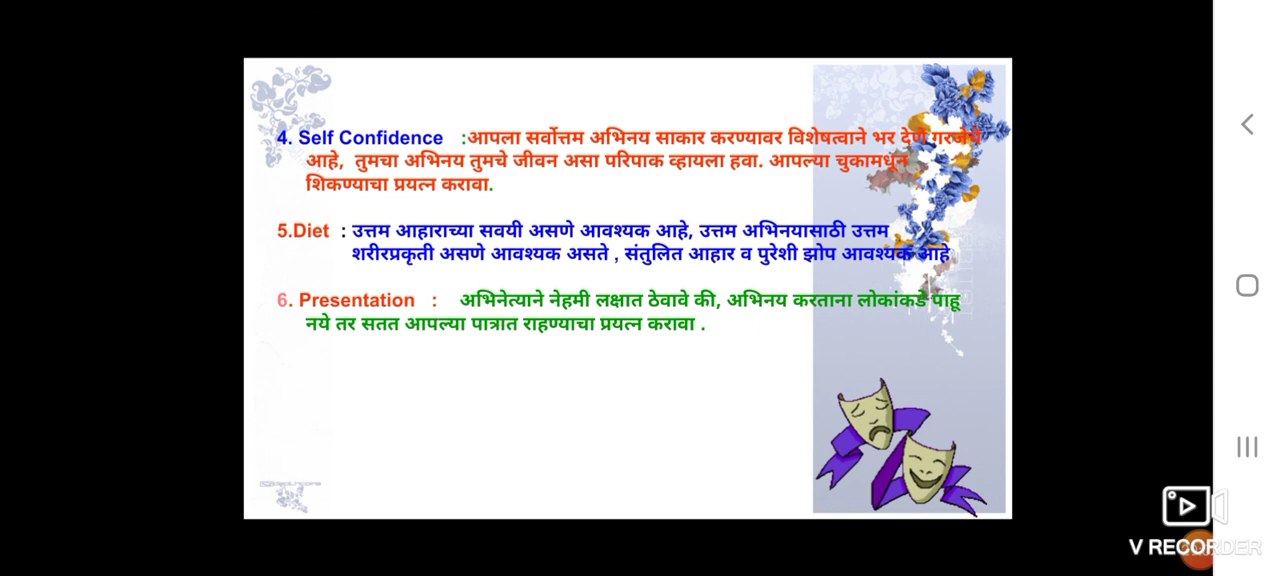 4. Self Confidence :आपला सर्वोत्तम अभिनय साकार करण्यावर विशेषत्वाने भर देणे गरजेचे
आहे, तुमचा अभिनय तुमचे जीवन असा परिपाक व्हायला हवा. आपल्या चुकामधून
शिकण्याचा प्रयत्न करावा.
5.Diet : उत्तम आहाराच्या सवयी असणे आवश्यक आहे, उत्तम अभिनयासाठी उत्तम
शरीरप्रकृती असणे आवश्यक असते , संतुलित आहार व पुरेशी झोप आवश्यक आहे
6. Presentation : अभिनेत्याने नेहमी लक्षात ठेवावे की, अभिनय करताना लोकांकडे पाहू
नये तर सतत आपल्या पात्रात राहण्याचा प्रयत्न करावा .
V RECORDER